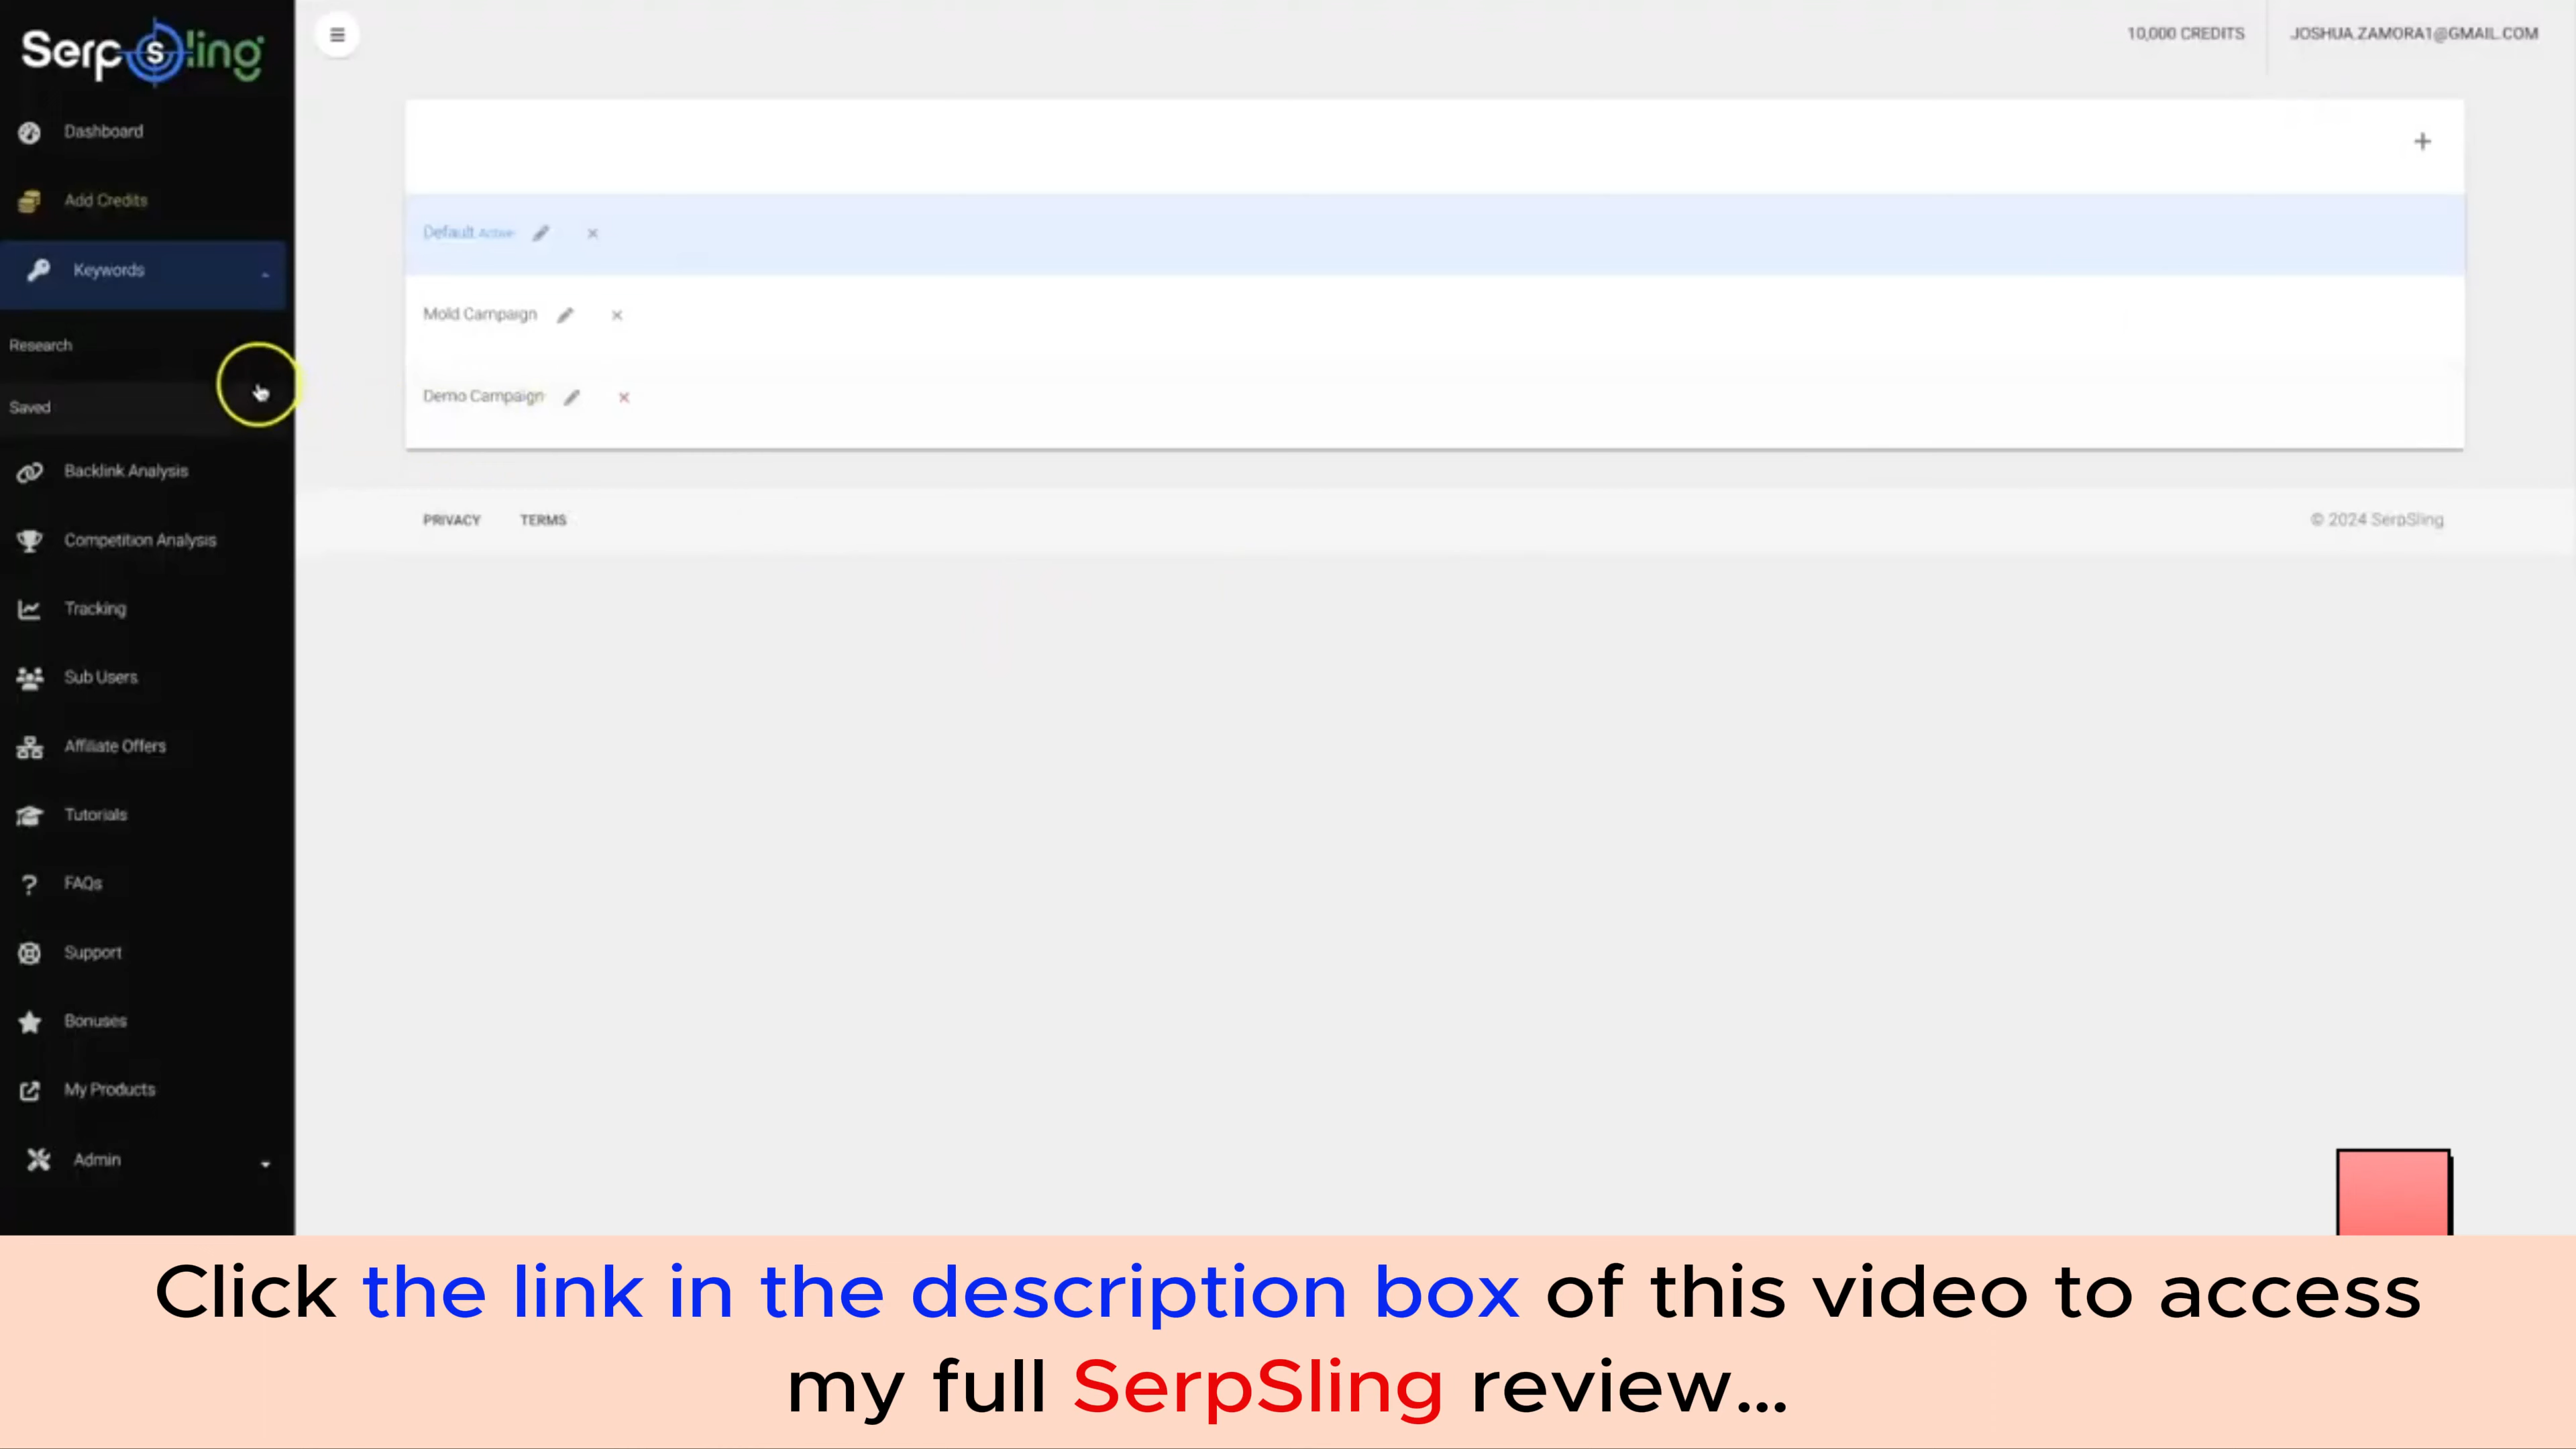 SerpSling
10,000 CREDITS
JOSHUA.ZAMORA1@GMAIL.COM
Dashboard
Add Credits
Keywords
Research
Saved
Backlink Analysis
Competition Analysis
Tracking
Sub Users
Affiliate Offers
Tutorials
? FAQs
Support
Bonuses
My Products
Admin
+
Default Active ×
Mold Campaign ×
Demo Campaign ×
PRIVACY TERMS
© 2024 SerpSling
Click the link in the description box of this video to access
my full SerpSling review...